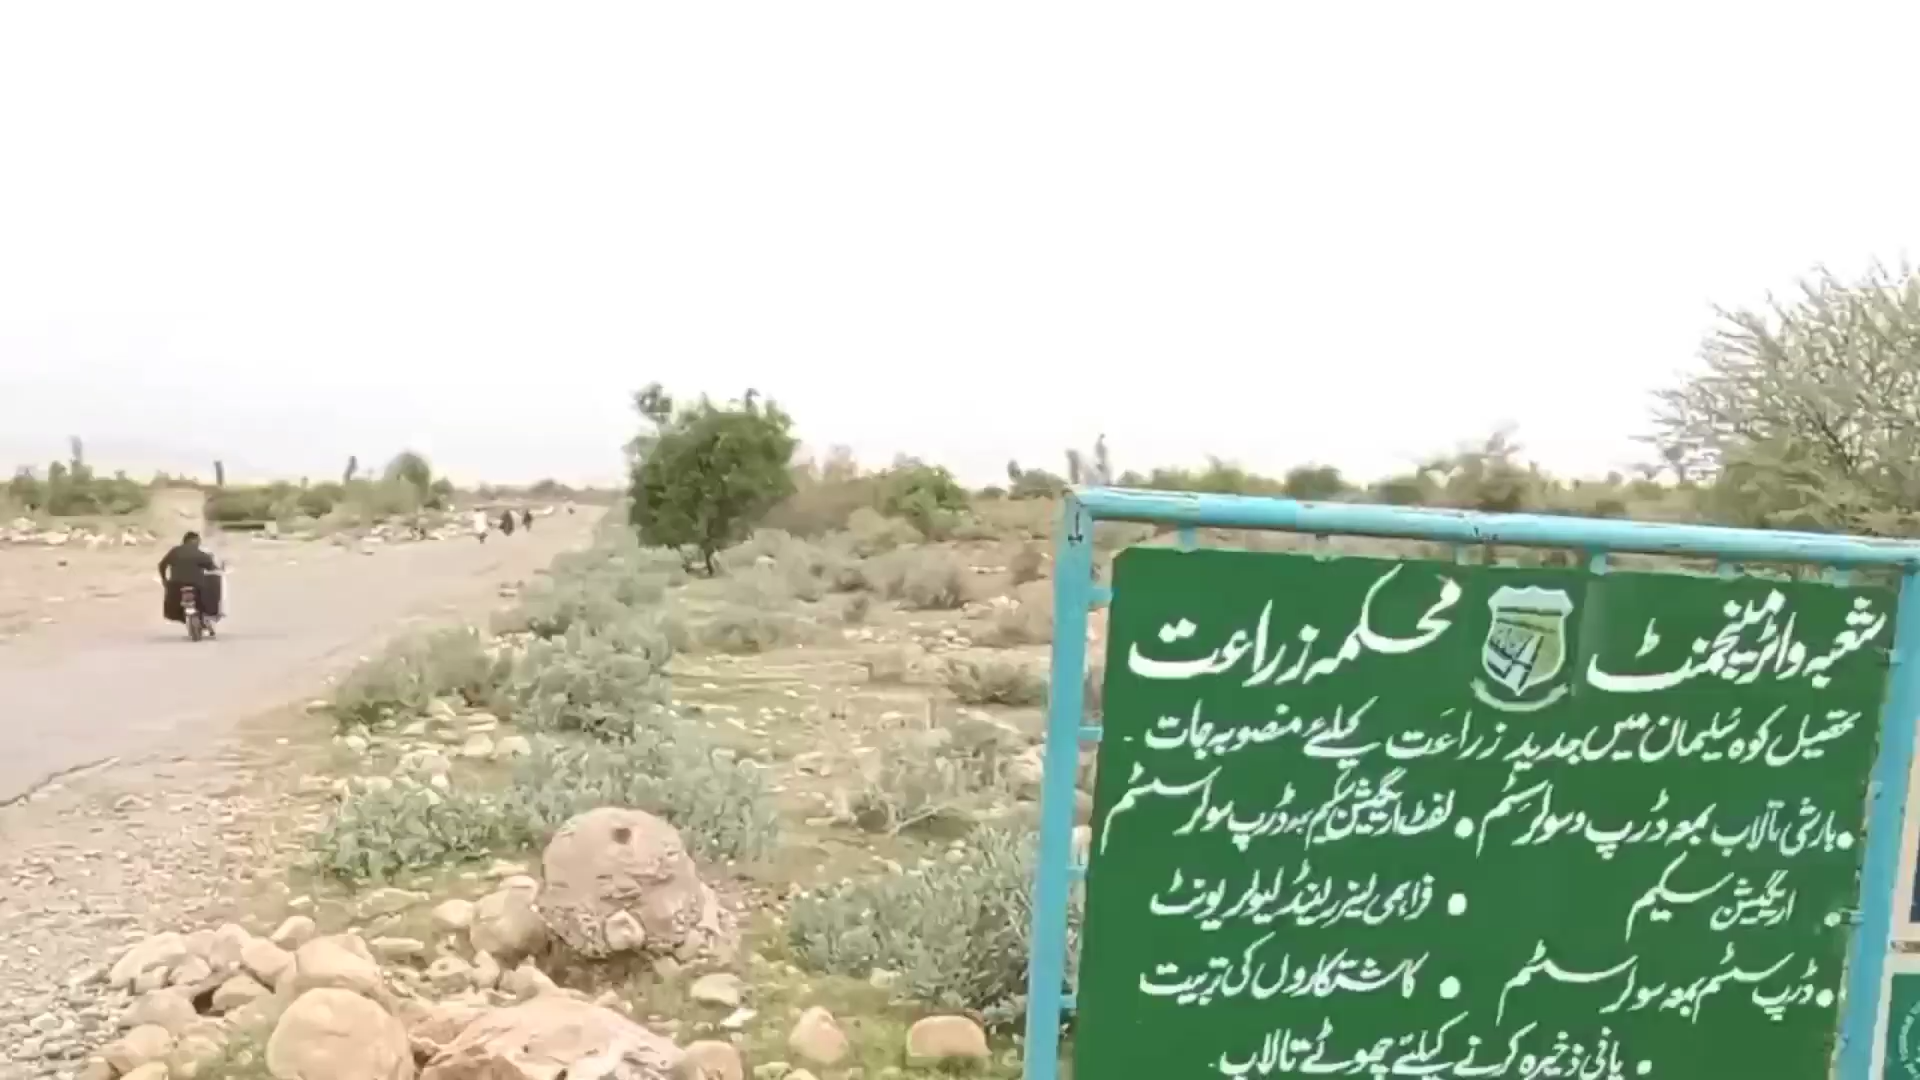 شعبہ واٹر مینجمنٹ محکمہ زراعت
تحصیل کوہ سُلیمان میں جدید زراعت کیلئے منصوبہ جات -
• بارشی تالاب بمعہ ڈرپ و سولر سسٹم • لفٹ اریگیشن سکیم بمعہ ڈرپ سولر سسٹم
• اریگیشن سکیم • فراہمی لیزر لینڈ لیولر یونٹ
• ڈرپ سسٹم بمعہ سولر سسٹم • کاشتکاروں کی تربیت
• پانی ذخیرہ کرنے کیلئے چھوٹے تالاب -